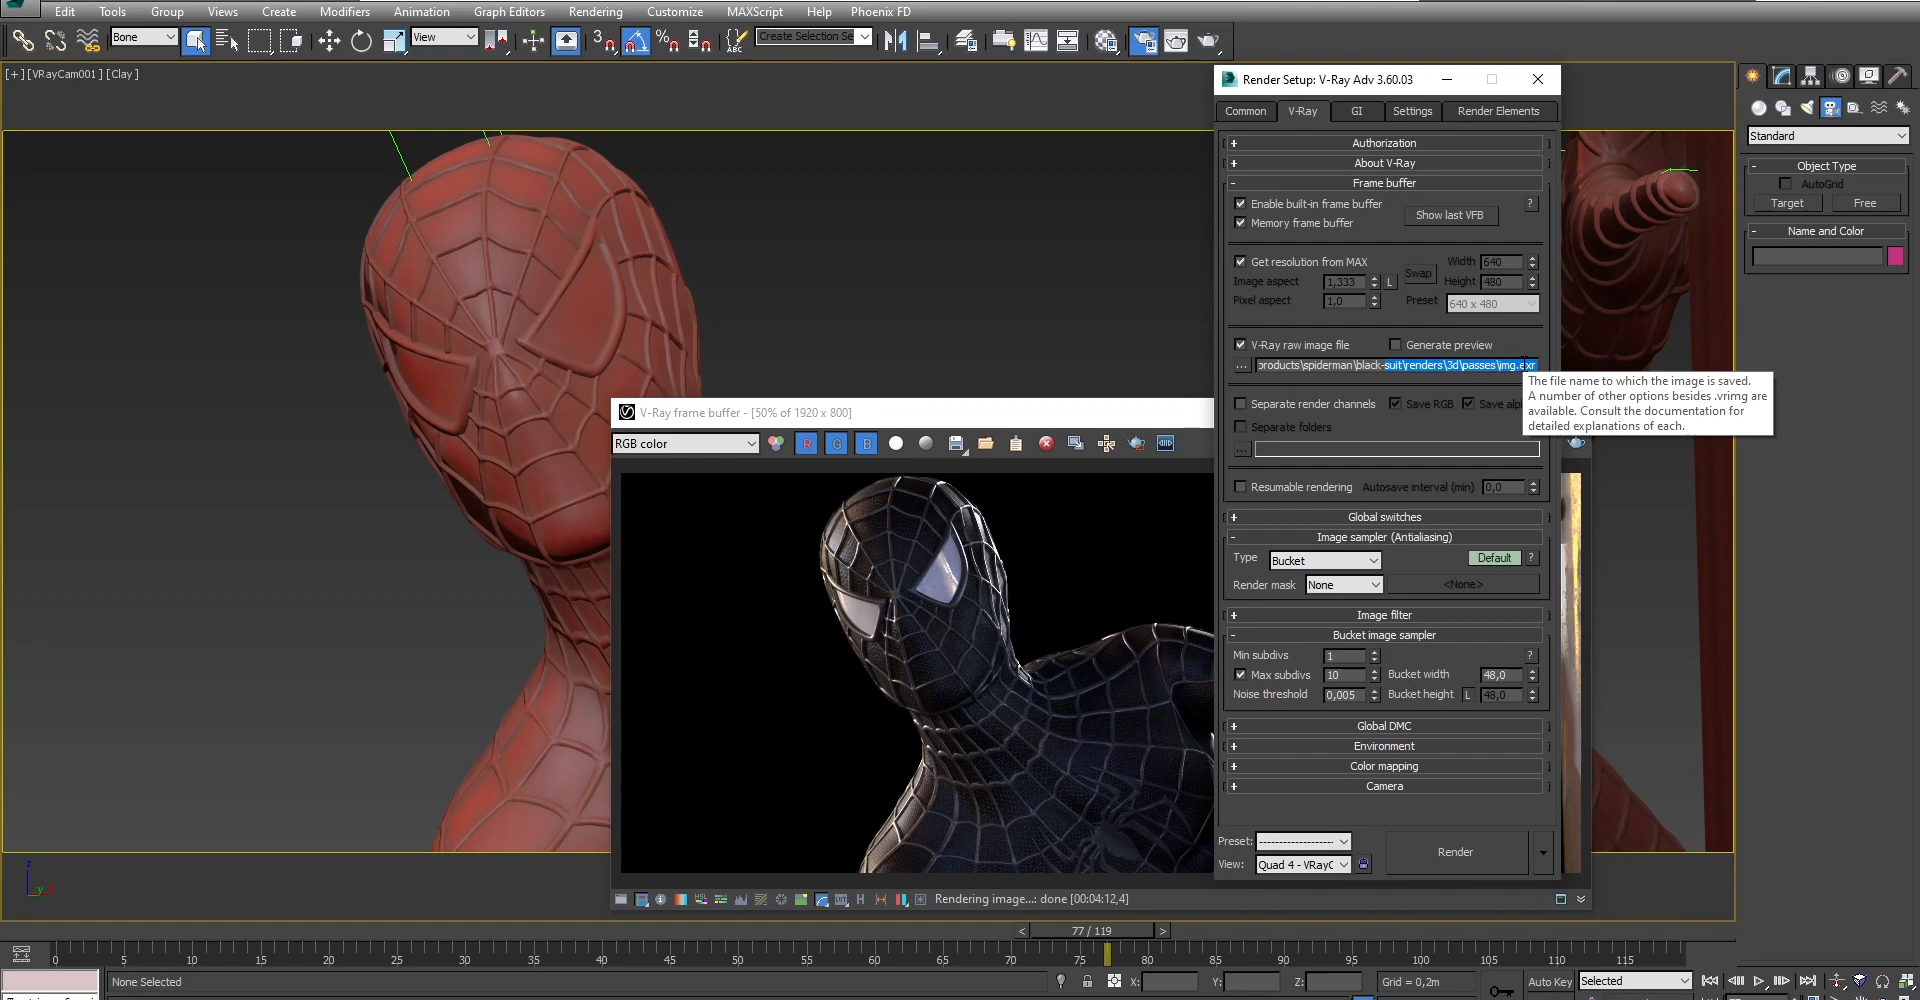 Edit Tools Group Views Create Modifiers Animation Graph Editors Rendering Customize MAXScript Help Phoenix FD
Bone View 3 % ABC Create Selection Se
[+] [VRayCam001] [Clay]
Render Setup: V-Ray Adv 3.60.03
Common V-Ray GI Settings Render Elements
+ Authorization
+ About V-Ray
- Frame buffer
Enable built-in frame buffer ?
Memory frame buffer Show last VFB
Get resolution from MAX Swap Width 640
Image aspect 1,333 L Height 480
Pixel aspect 1,0 Preset 640 x 480
V-Ray raw image file Generate preview
... products\spiderman\black-suit\renders\3d\passes\img.exr
The file name to which the image is saved.
A number of other options besides .vrimg are
available. Consult the documentation for
detailed explanations of each.
Separate render channels Save RGB Save alp
Separate folders
...
Resumable rendering Autosave interval (min) 0,0
+ Global switches
- Image sampler (Antialiasing)
Type Bucket Default ?
Render mask None <None>
+ Image filter
- Bucket image sampler
Min subdivs 1 ?
Max subdivs 10 Bucket width 48,0
Noise threshold 0,005 Bucket height L 48,0
+ Global DMC
+ Environment
+ Color mapping
+ Camera
Preset: --------------------
Render
View: Quad 4 - VRayC
Standard
- Object Type
AutoGrid
Target Free
- Name and Color
V-Ray frame buffer - [50% of 1920 x 800]
RGB color R G B
HSL H
Rendering image...: done [00:04:12,4]
< 77 / 119 >
0 5 10 15 20 25 30 35 40 45 50 55 60 65 70 75 80 85 90 95 100 105 110 115
None Selected X: Y: Z: Grid = 0,2m Auto Key Selected
z
y